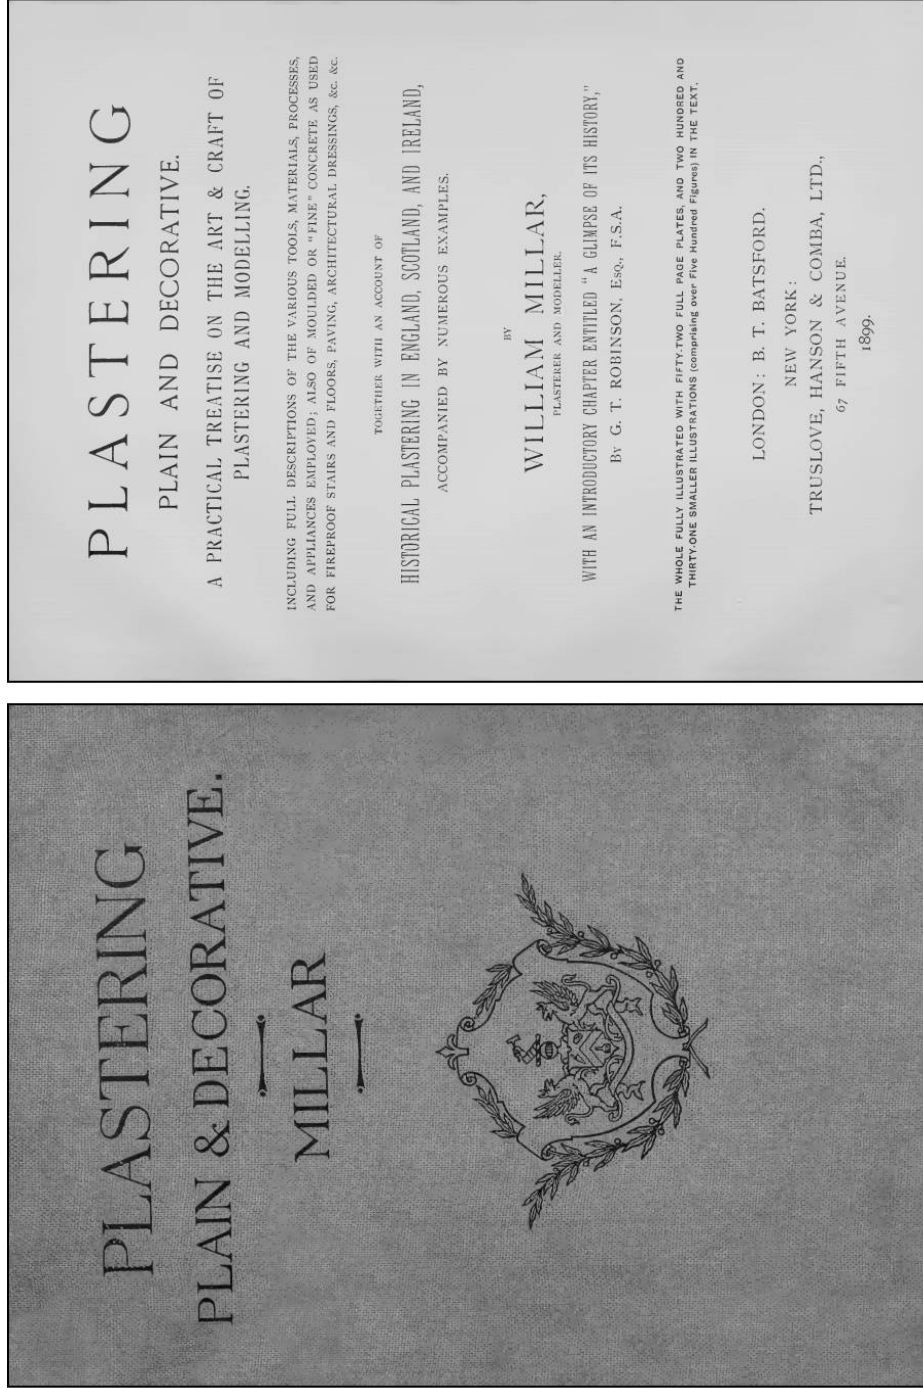 PLASTERING
PLAIN & DECORATIVE.
MILLAR
PLASTERING
PLAIN AND DECORATIVE.
A PRACTICAL TREATISE ON THE ART & CRAFT OF
PLASTERING AND MODELLING.
INCLUDING FULL DESCRIPTIONS OF THE VARIOUS TOOLS, MATERIALS, PROCESSES,
AND APPLIANCES EMPLOYED; ALSO OF MOULDED OR "FINE" CONCRETE AS USED
FOR FIREPROOF STAIRS AND FLOORS, PAVING, ARCHITECTURAL DRESSINGS, &c. &c.
TOGETHER WITH AN ACCOUNT OF
HISTORICAL PLASTERING IN ENGLAND, SCOTLAND, AND IRELAND,
ACCOMPANIED BY NUMEROUS EXAMPLES.
BY
WILLIAM MILLAR,
PLASTERER AND MODELLER.
WITH AN INTRODUCTORY CHAPTER ENTITLED "A GLIMPSE OF ITS HISTORY,"
By G. T. ROBINSON, Esq., F.S.A.
THE WHOLE FULLY ILLUSTRATED WITH FIFTY-TWO FULL PAGE PLATES, AND TWO HUNDRED AND
THIRTY-ONE SMALLER ILLUSTRATIONS (comprising over Five Hundred Figures) IN THE TEXT.
LONDON: B. T. BATSFORD.
NEW YORK:
TRUSLOVE, HANSON & COMBA, LTD.,
67 FIFTH AVENUE.
1899.